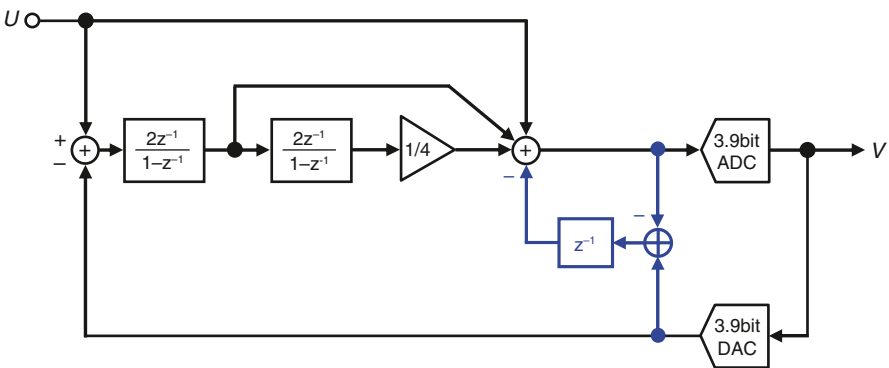 U
+
−
+
2z⁻¹
1–z⁻¹
2z⁻¹
1–z⁻¹
1/4
+
−
3.9bit
ADC
V
−
z⁻¹
3.9bit
DAC